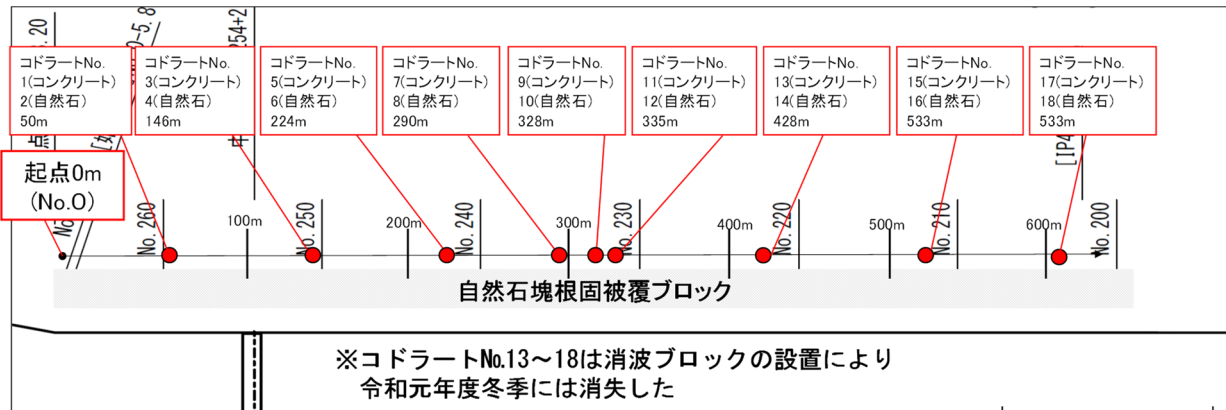 コドラートNo.
1(コンクリート)
2(自然石)
50m
コドラートNo.
3(コンクリート)
4(自然石)
146m
コドラートNo.
5(コンクリート)
6(自然石)
224m
コドラートNo.
7(コンクリート)
8(自然石)
290m
コドラートNo.
9(コンクリート)
10(自然石)
328m
コドラートNo.
11(コンクリート)
12(自然石)
335m
コドラートNo.
13(コンクリート)
14(自然石)
428m
コドラートNo.
15(コンクリート)
16(自然石)
533m
コドラートNo.
17(コンクリート)
18(自然石)
533m
起点0m
(No.0)
No.260
100m
No.250
200m
No.240
300m
No.230
400m
No.220
500m
No.210
600m
No.200
自然石塊根固被覆ブロック
※コドラート№13～18は消波ブロックの設置により
令和元年度冬季には消失した